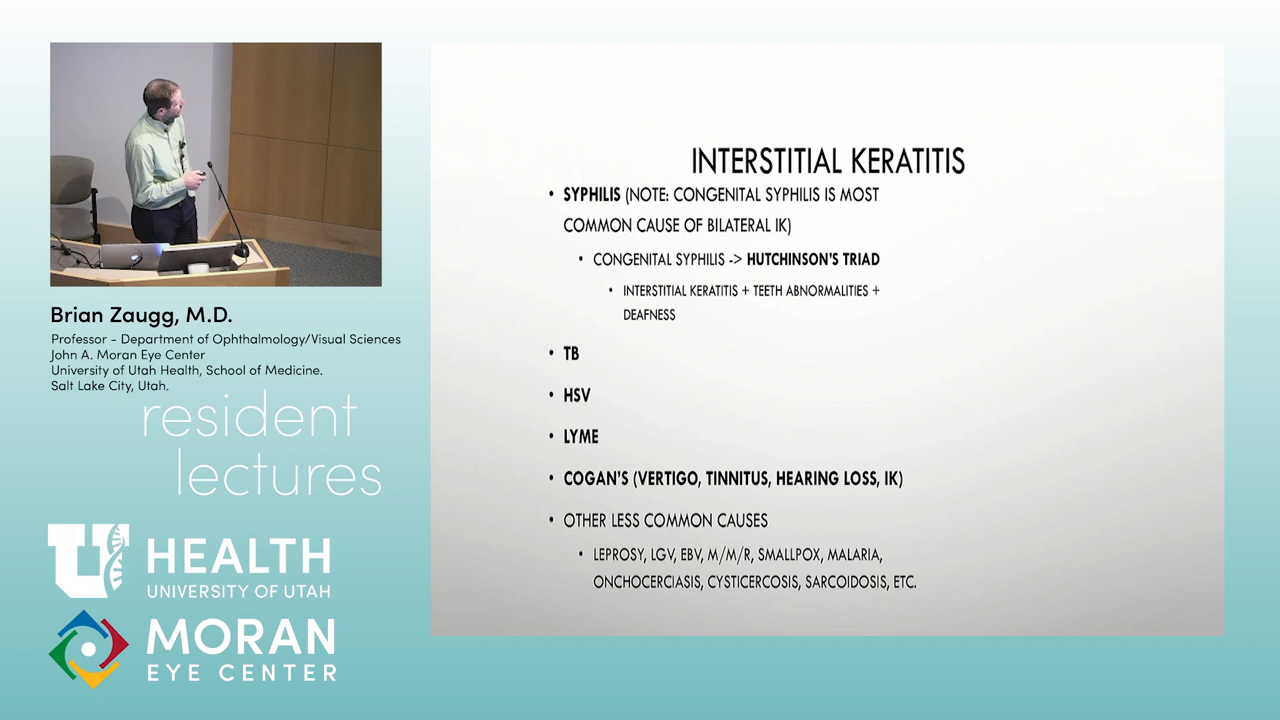 Brian Zaugg, M.D.
Professor - Department of Ophthalmology/Visual Sciences
John A. Moran Eye Center
University of Utah Health, School of Medicine.
Salt Lake City, Utah.
resident
lectures
U HEALTH
UNIVERSITY OF UTAH
MORAN
EYE CENTER
INTERSTITIAL KERATITIS
• SYPHILIS (NOTE: CONGENITAL SYPHILIS IS MOST
COMMON CAUSE OF BILATERAL IK)
• CONGENITAL SYPHILIS -> HUTCHINSON'S TRIAD
• INTERSTITIAL KERATITIS + TEETH ABNORMALITIES +
DEAFNESS
• TB
• HSV
• LYME
• COGAN'S (VERTIGO, TINNITUS, HEARING LOSS, IK)
• OTHER LESS COMMON CAUSES
• LEPROSY, LGV, EBV, M/M/R, SMALLPOX, MALARIA,
ONCHOCERCIASIS, CYSTICERCOSIS, SARCOIDOSIS, ETC.